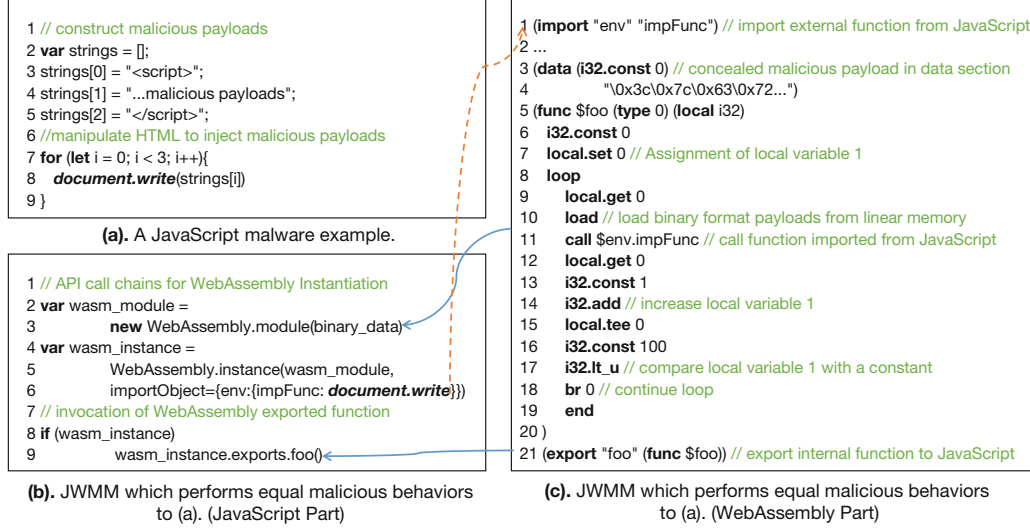 1 // construct malicious payloads
2 var strings = [];
3 strings[0] = "<script>";
4 strings[1] = "...malicious payloads";
5 strings[2] = "</script>";
6 //manipulate HTML to inject malicious payloads
7 for (let i = 0; i < 3; i++){
8 document.write(strings[i])
9 }
(a). A JavaScript malware example.
1 // API call chains for WebAssembly Instantiation
2 var wasm_module =
3 new WebAssembly.module(binary_data)
4 var wasm_instance =
5 WebAssembly.instance(wasm_module,
6 importObject={env:{impFunc: document.write}})
7 // invocation of WebAssembly exported function
8 if (wasm_instance)
9 wasm_instance.exports.foo()
(b). JWMM which performs equal malicious behaviors
to (a). (JavaScript Part)
1 (import "env" "impFunc") // import external function from JavaScript
2 ...
3 (data (i32.const 0) // concealed malicious payload in data section
4 "\0x3c\0x7c\0x63\0x72...")
5 (func $foo (type 0) (local i32)
6 i32.const 0
7 local.set 0 // Assignment of local variable 1
8 loop
9 local.get 0
10 load // load binary format payloads from linear memory
11 call $env.impFunc // call function imported from JavaScript
12 local.get 0
13 i32.const 1
14 i32.add // increase local variable 1
15 local.tee 0
16 i32.const 100
17 i32.lt_u // compare local variable 1 with a constant
18 br 0 // continue loop
19 end
20 )
21 (export "foo" (func $foo)) // export internal function to JavaScript
(c). JWMM which performs equal malicious behaviors
to (a). (WebAssembly Part)